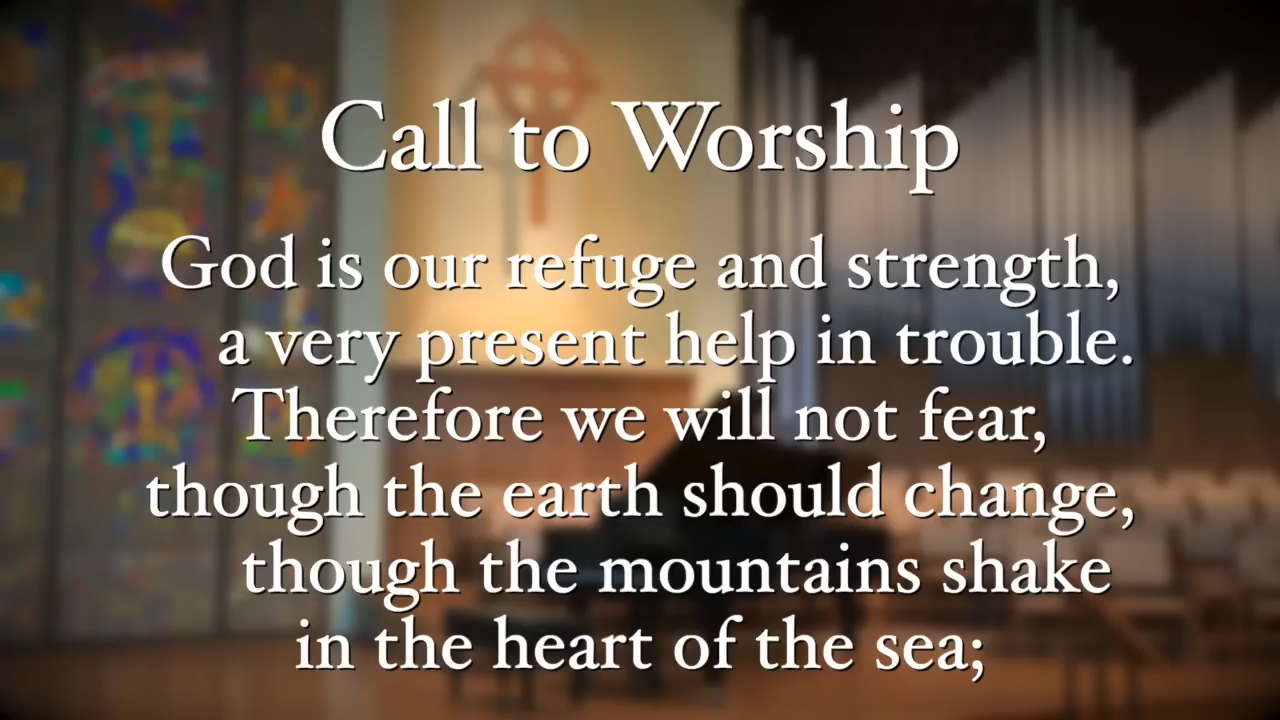 Call to Worship
God is our refuge and strength,
a very present help in trouble.
Therefore we will not fear,
though the earth should change,
though the mountains shake
in the heart of the sea;